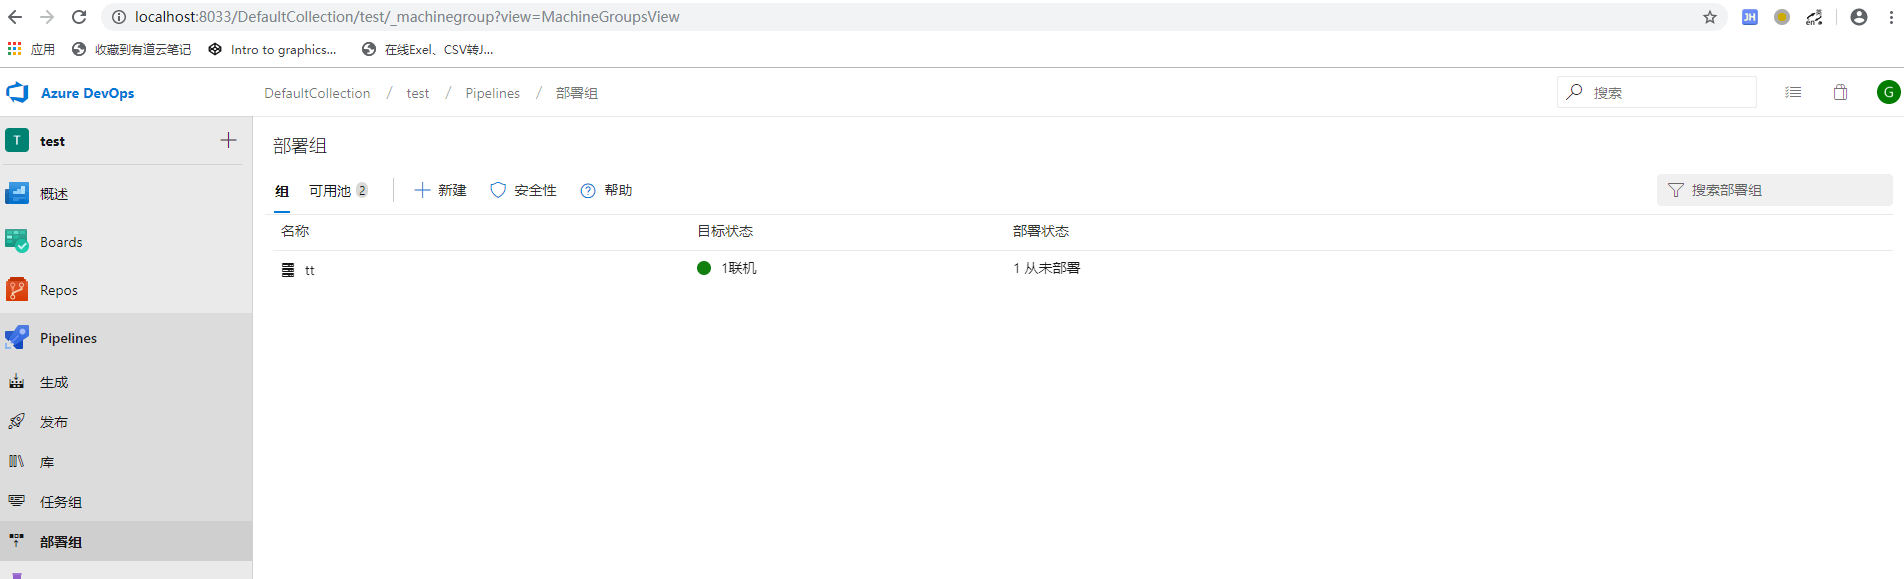 localhost:8033/DefaultCollection/test/_machinegroup?view=MachineGroupsView
JH
英
en
应用 收藏到有道云笔记 Intro to graphics... 在线Exel、CSV转J...
Azure DevOps DefaultCollection / test / Pipelines / 部署组 搜索 G
T test
部署组
组 可用池 2 新建 安全性 帮助 搜索部署组
概述
名称 目标状态 部署状态
Boards
tt 1联机 1 从未部署
Repos
Pipelines
生成
发布
库
任务组
部署组